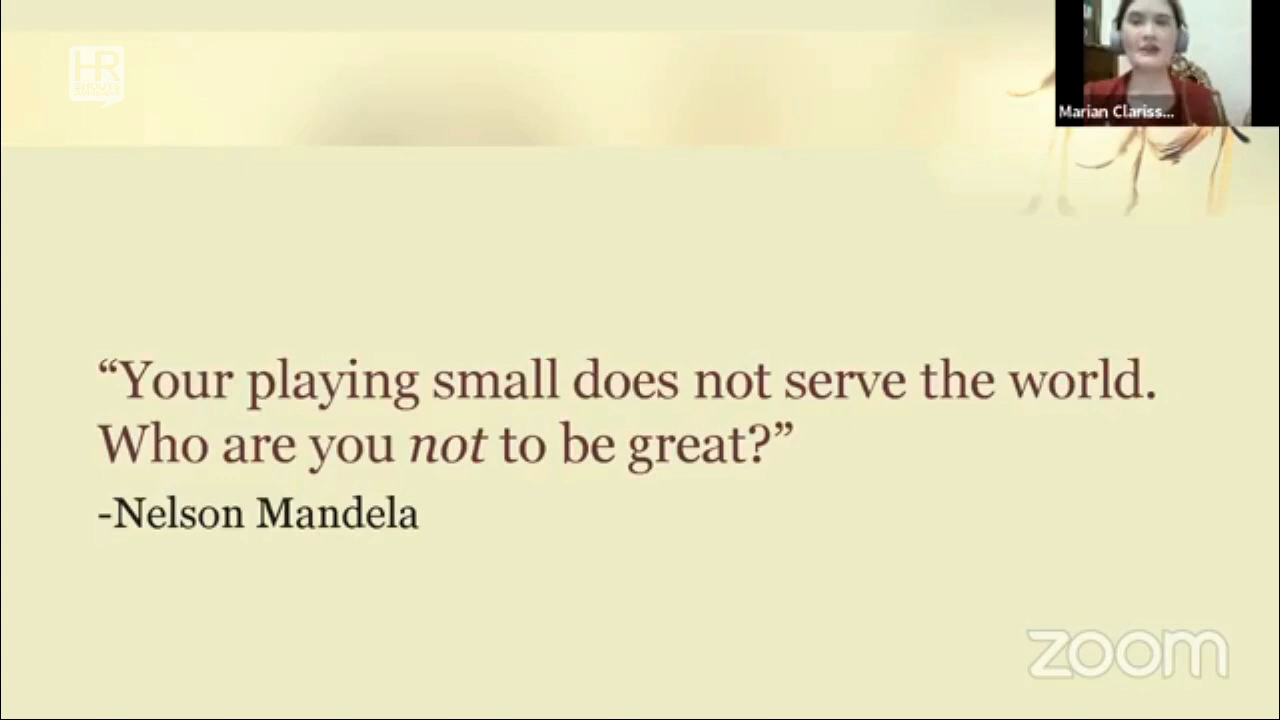 HR
Marian Clariss...
“Your playing small does not serve the world.
Who are you not to be great?”
-Nelson Mandela
zoom